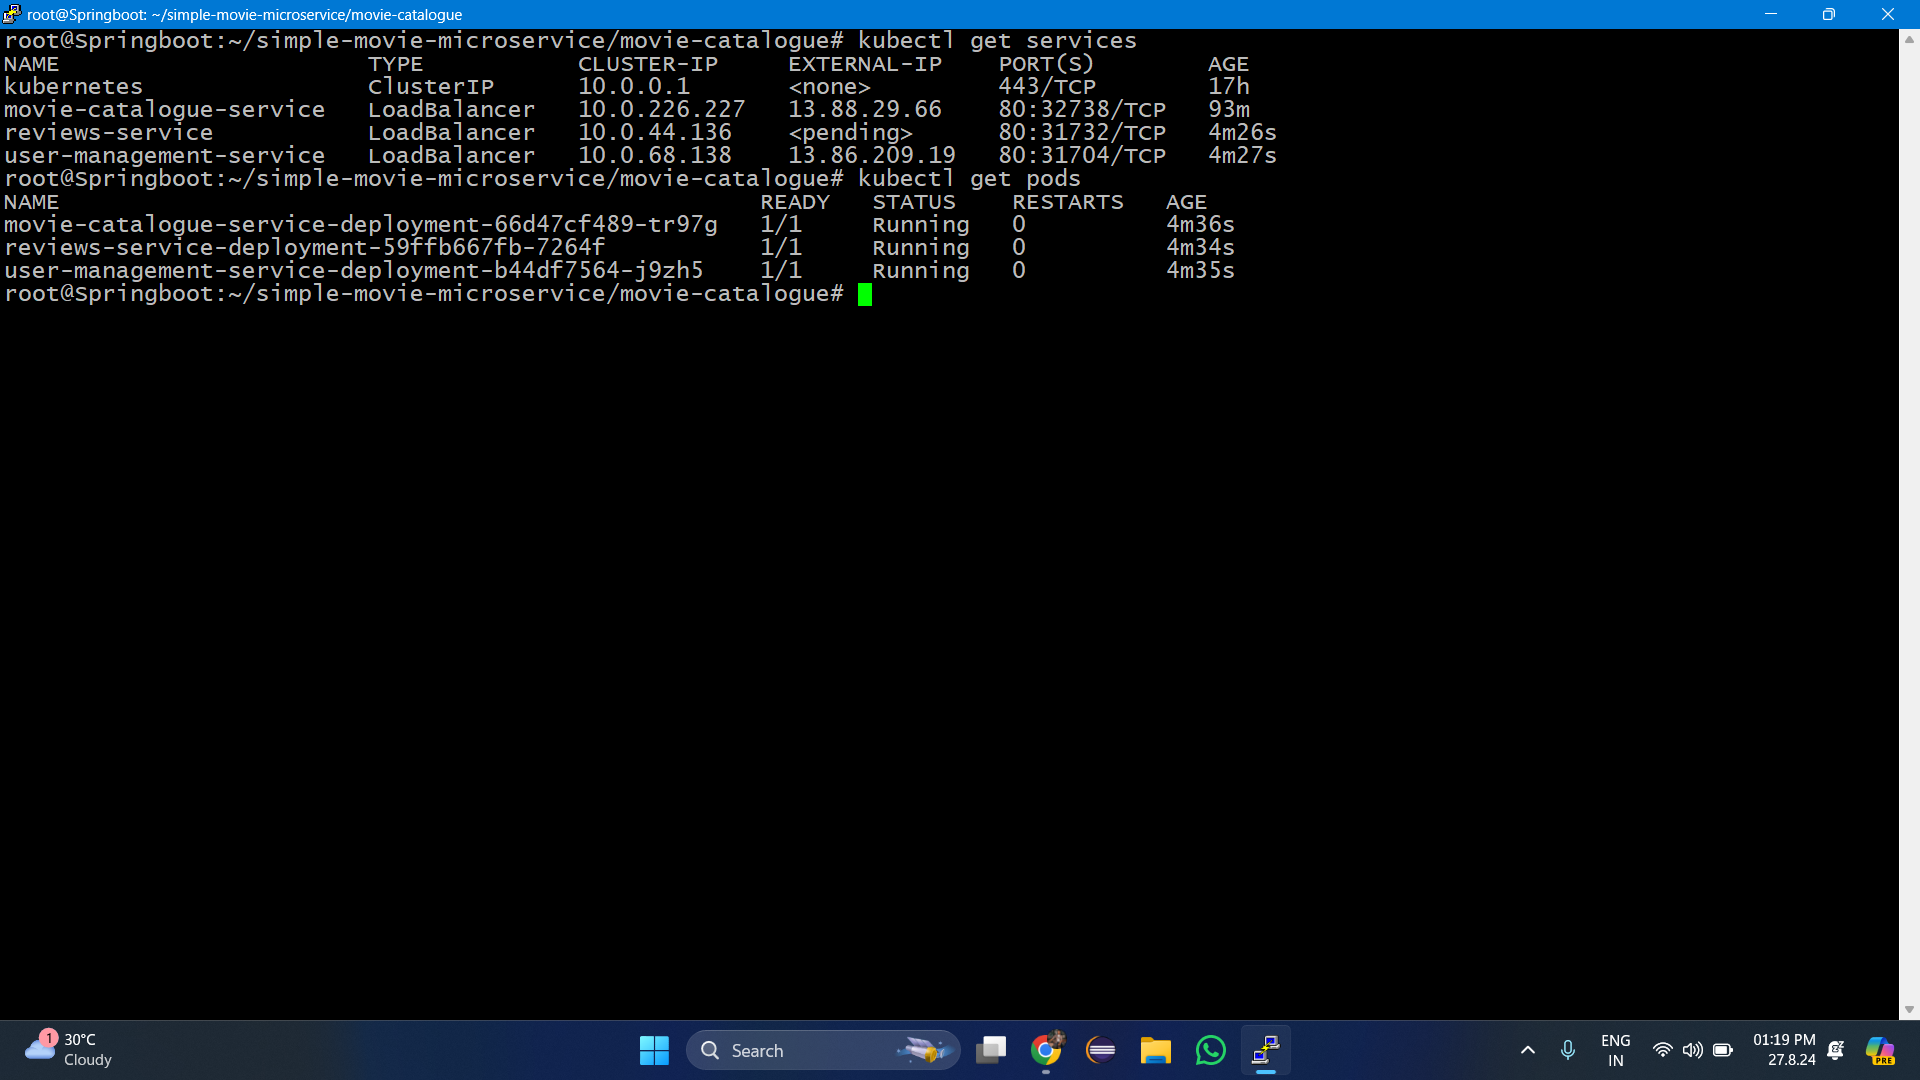 root@Springboot: ~/simple-movie-microservice/movie-catalogue
root@Springboot:~/simple-movie-microservice/movie-catalogue# kubectl get services
NAME TYPE CLUSTER-IP EXTERNAL-IP PORT(S) AGE
kubernetes ClusterIP 10.0.0.1 <none> 443/TCP 17h
movie-catalogue-service LoadBalancer 10.0.226.227 13.88.29.66 80:32738/TCP 93m
reviews-service LoadBalancer 10.0.44.136 <pending> 80:31732/TCP 4m26s
user-management-service LoadBalancer 10.0.68.138 13.86.209.19 80:31704/TCP 4m27s
root@Springboot:~/simple-movie-microservice/movie-catalogue# kubectl get pods
NAME READY STATUS RESTARTS AGE
movie-catalogue-service-deployment-66d47cf489-tr97g 1/1 Running 0 4m36s
reviews-service-deployment-59ffb667fb-7264f 1/1 Running 0 4m34s
user-management-service-deployment-b44df7564-j9zh5 1/1 Running 0 4m35s
root@Springboot:~/simple-movie-microservice/movie-catalogue#
1
30°C
Cloudy
Search
ENG
IN
01:19 PM
27.8.24
PRE